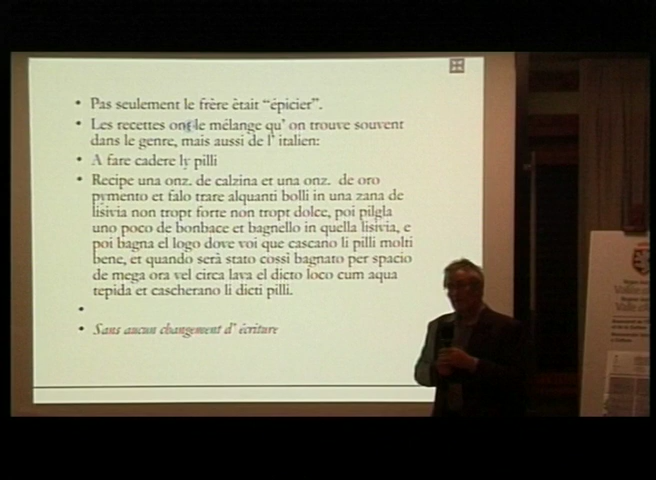 • Pas seulement le frère ètait “épicier”.
• Les recettes ont le mélange qu’ on trouve souvent
dans le genre, mais aussi de l’ italien:
• A fare cadere ly pilli
• Recipe una onz. de calzina et una onz. de oro
pymento et falo trare alquanti bolli in una zana de
lisivia non tropt forte non tropt dolce, poi pilgla
uno poco de bonbace et bagnello in quella lisivia, e
poi bagna el logo dove voi que cascano li pilli molti
bene, et quando serà stato cossì bagnato per spacio
de mega ora vel circa lava el dicto loco cum aqua
tepida et cascherano li dicti pilli.
•
• Sans aucun changement d’ écriture